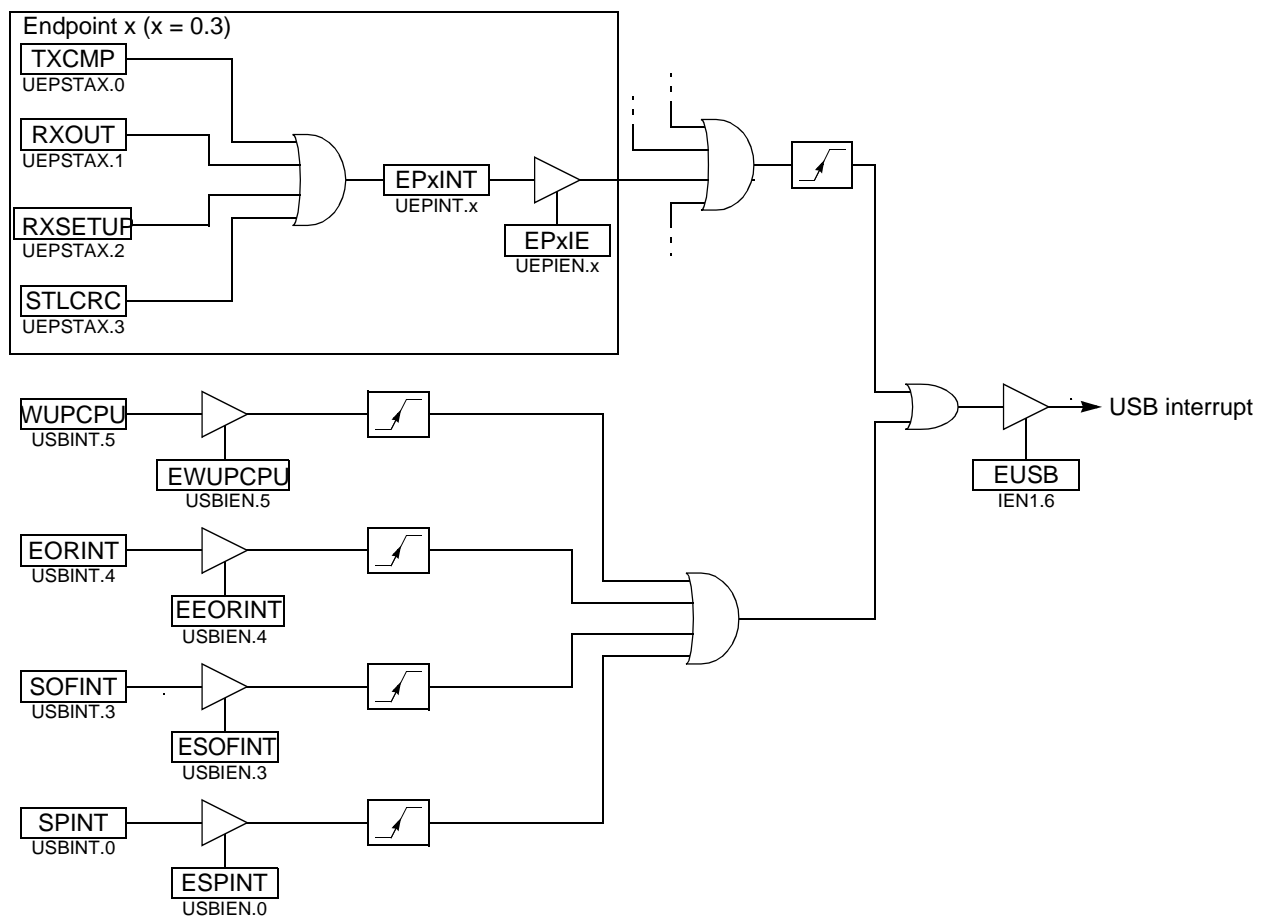 Endpoint x (x = 0.3)
TXCMP
UEPSTAX.0
RXOUT
UEPSTAX.1
RXSETUP
UEPSTAX.2
STLCRC
UEPSTAX.3
EPxINT
UEPINT.x
EPxIE
UEPIEN.x
WUPCPU
USBINT.5
EWUPCPU
USBIEN.5
EORINT
USBINT.4
EEORINT
USBIEN.4
SOFINT
USBINT.3
ESOFINT
USBIEN.3
SPINT
USBINT.0
ESPINT
USBIEN.0
USB interrupt
EUSB
IEN1.6